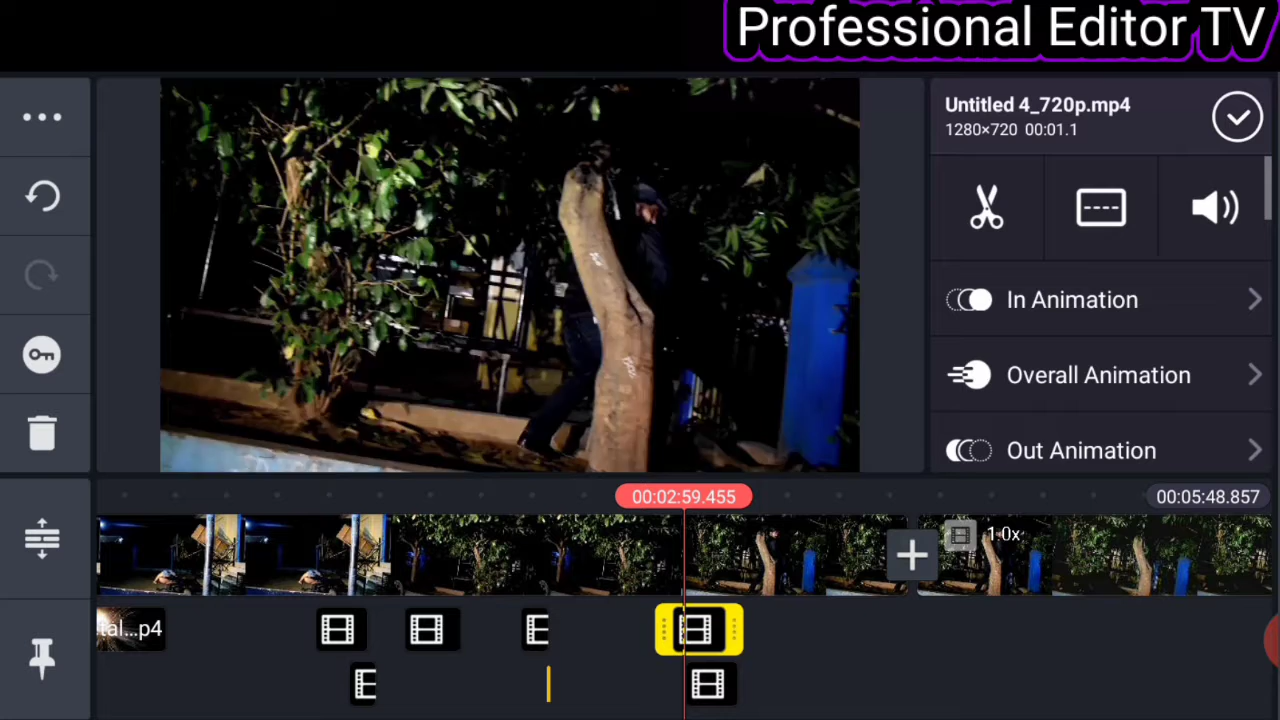 Professional Editor TV
Untitled 4_720p.mp4
1280×720 00:01.1
In Animation
Overall Animation
Out Animation
00:02:59.455
00:05:48.857
1.0x
tal...p4